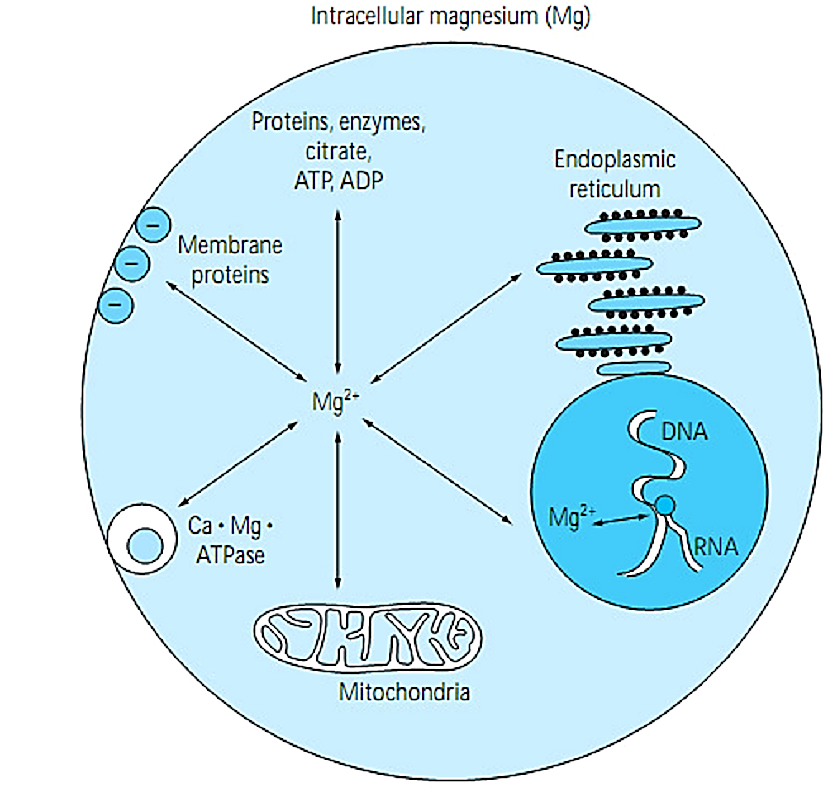 Intracellular magnesium (Mg)
Proteins, enzymes,
citrate,
ATP, ADP
Endoplasmic
reticulum
−
−
−
Membrane
proteins
Mg²⁺
DNA
Mg²⁺
RNA
Ca • Mg •
ATPase
Mitochondria